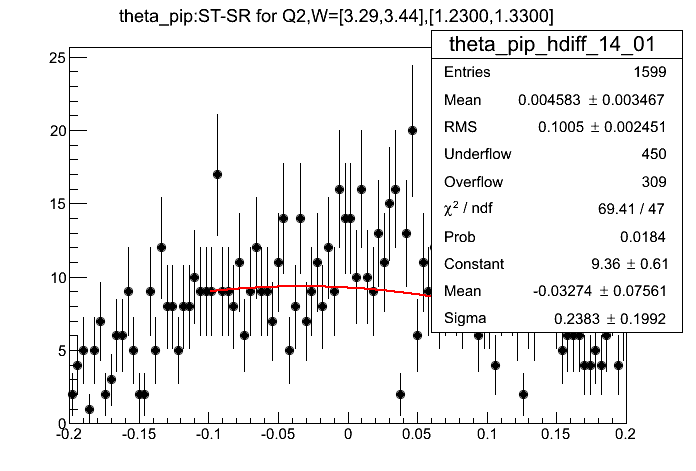 theta_pip:ST-SR for Q2,W=[3.29,3.44],[1.2300,1.3300]
theta_pip_hdiff_14_01
Entries 1599
Mean 0.004583 ± 0.003467
RMS 0.1005 ± 0.002451
Underflow 450
Overflow 309
χ² / ndf 69.41 / 47
Prob 0.0184
Constant 9.36 ± 0.61
Mean -0.03274 ± 0.07561
Sigma 0.2383 ± 0.1992
25
20
15
10
5
0
-0.2 -0.15 -0.1 -0.05 0 0.05 0.1 0.15 0.2